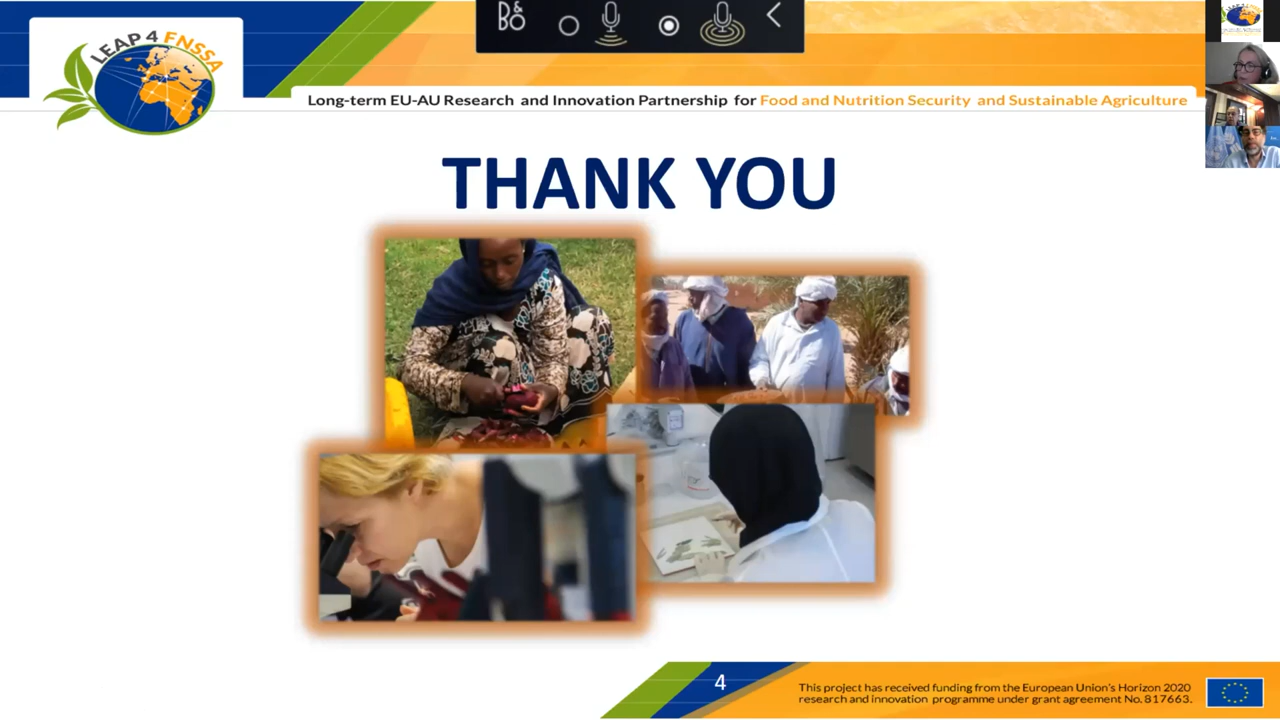 B&O
LEAP 4 FNSSA
Long-term EU-AU Research and Innovation Partnership for Food and Nutrition Security and Sustainable Agriculture
THANK YOU
4
This project has received funding from the European Union's Horizon 2020
research and innovation programme under grant agreement No. 817663.